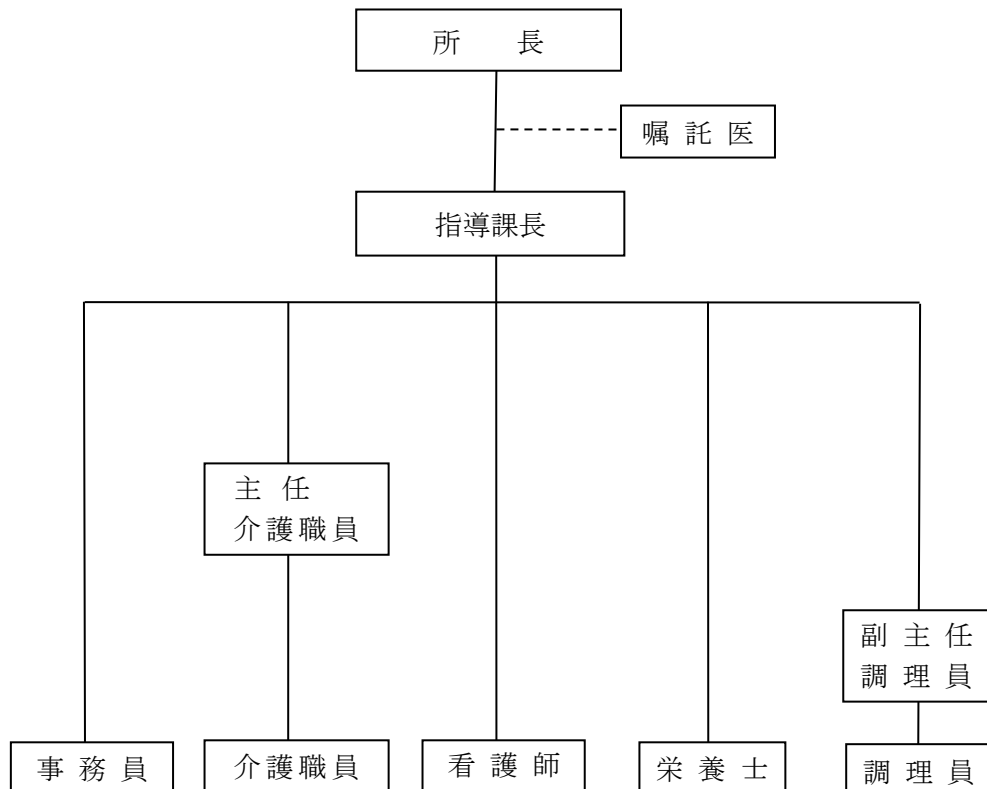 所長
嘱託医
指導課長
主任
介護職員
副主任
調理員
事務員
介護職員
看護師
栄養士
調理員